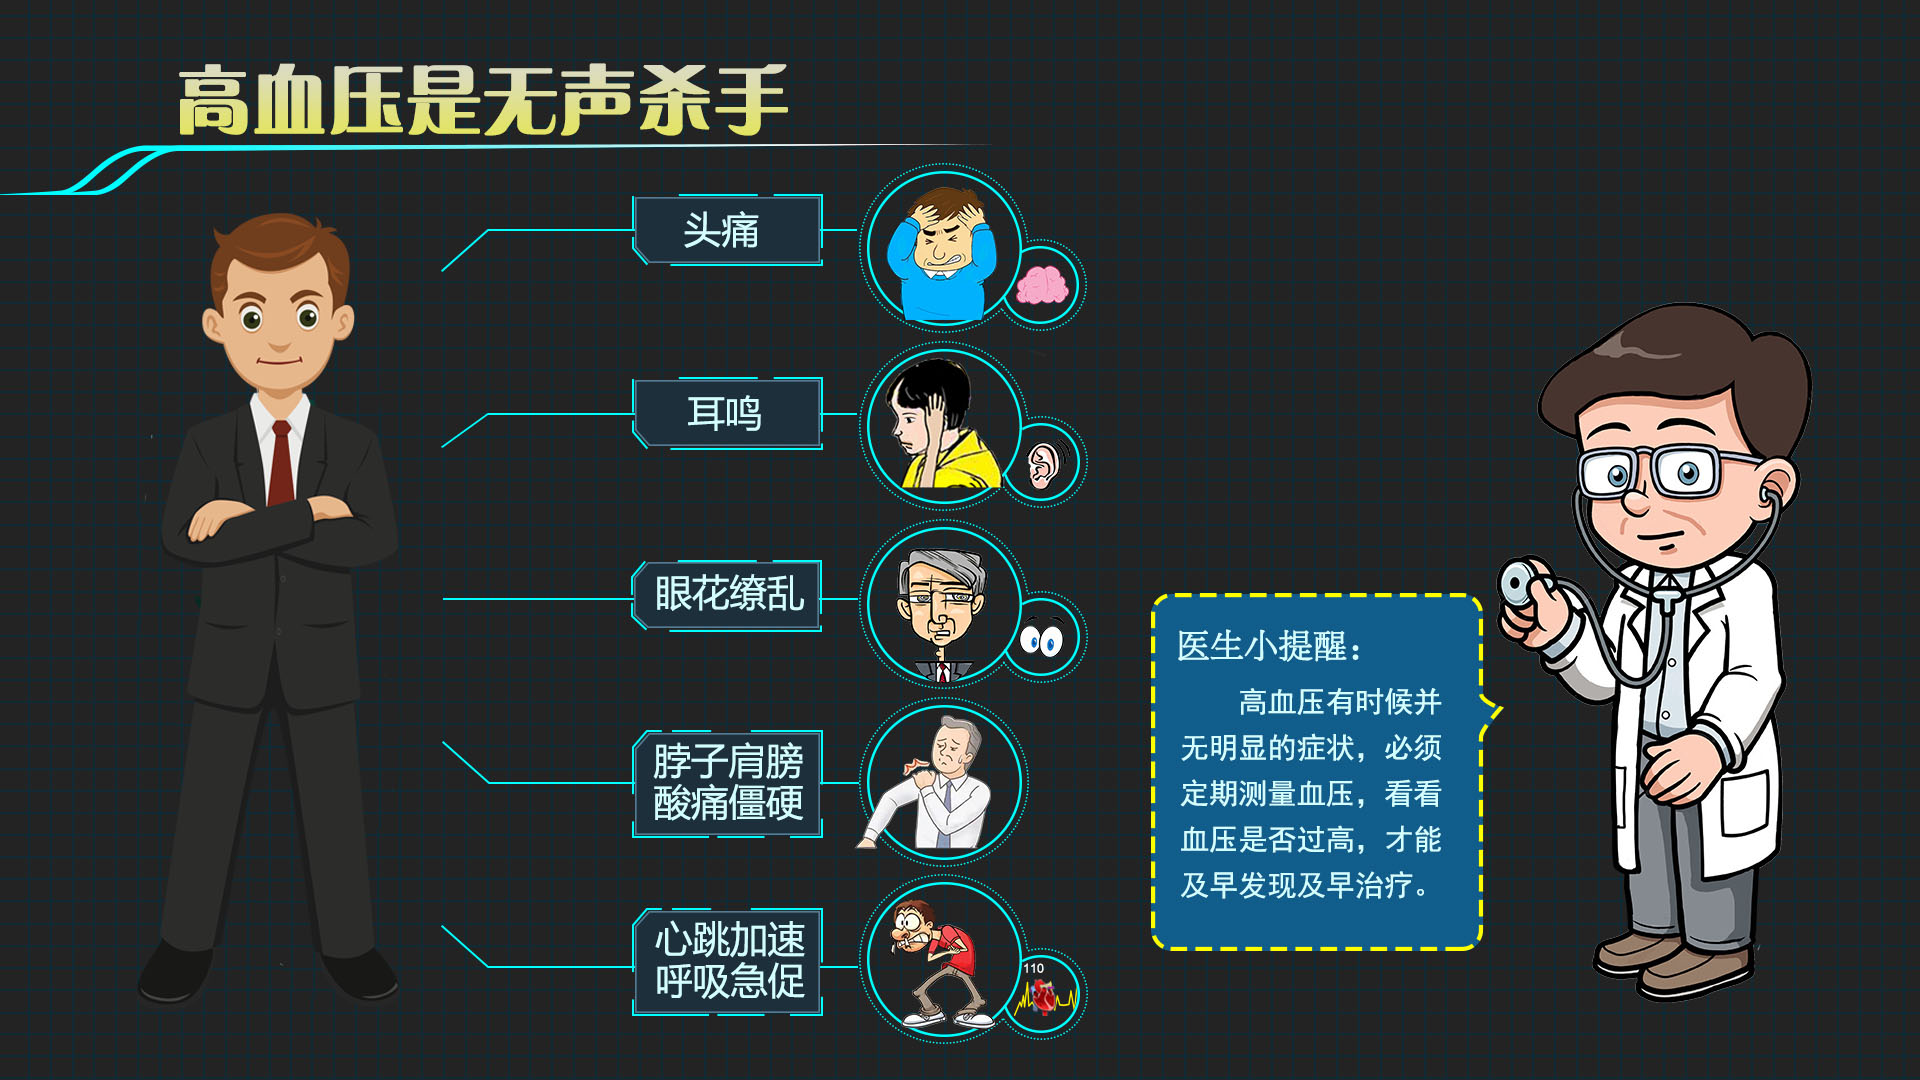 高血压是无声杀手
头痛
耳鸣
眼花缭乱
脖子肩膀
酸痛僵硬
心跳加速
呼吸急促
110
医生小提醒：
高血压有时候并
无明显的症状，必须
定期测量血压，看看
血压是否过高，才能
及早发现及早治疗。